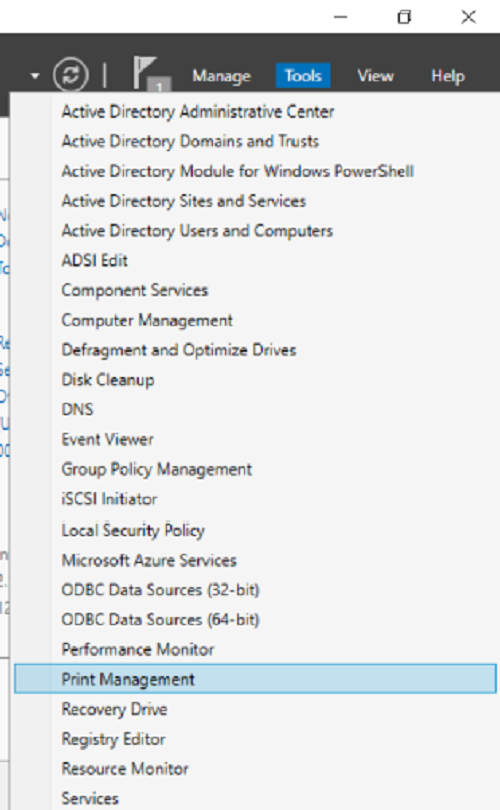 1
Manage Tools View Help
Active Directory Administrative Center
Active Directory Domains and Trusts
Active Directory Module for Windows PowerShell
Active Directory Sites and Services
Active Directory Users and Computers
ADSI Edit
Component Services
Computer Management
Defragment and Optimize Drives
Disk Cleanup
DNS
Event Viewer
Group Policy Management
iSCSI Initiator
Local Security Policy
Microsoft Azure Services
ODBC Data Sources (32-bit)
ODBC Data Sources (64-bit)
Performance Monitor
Print Management
Recovery Drive
Registry Editor
Resource Monitor
Services